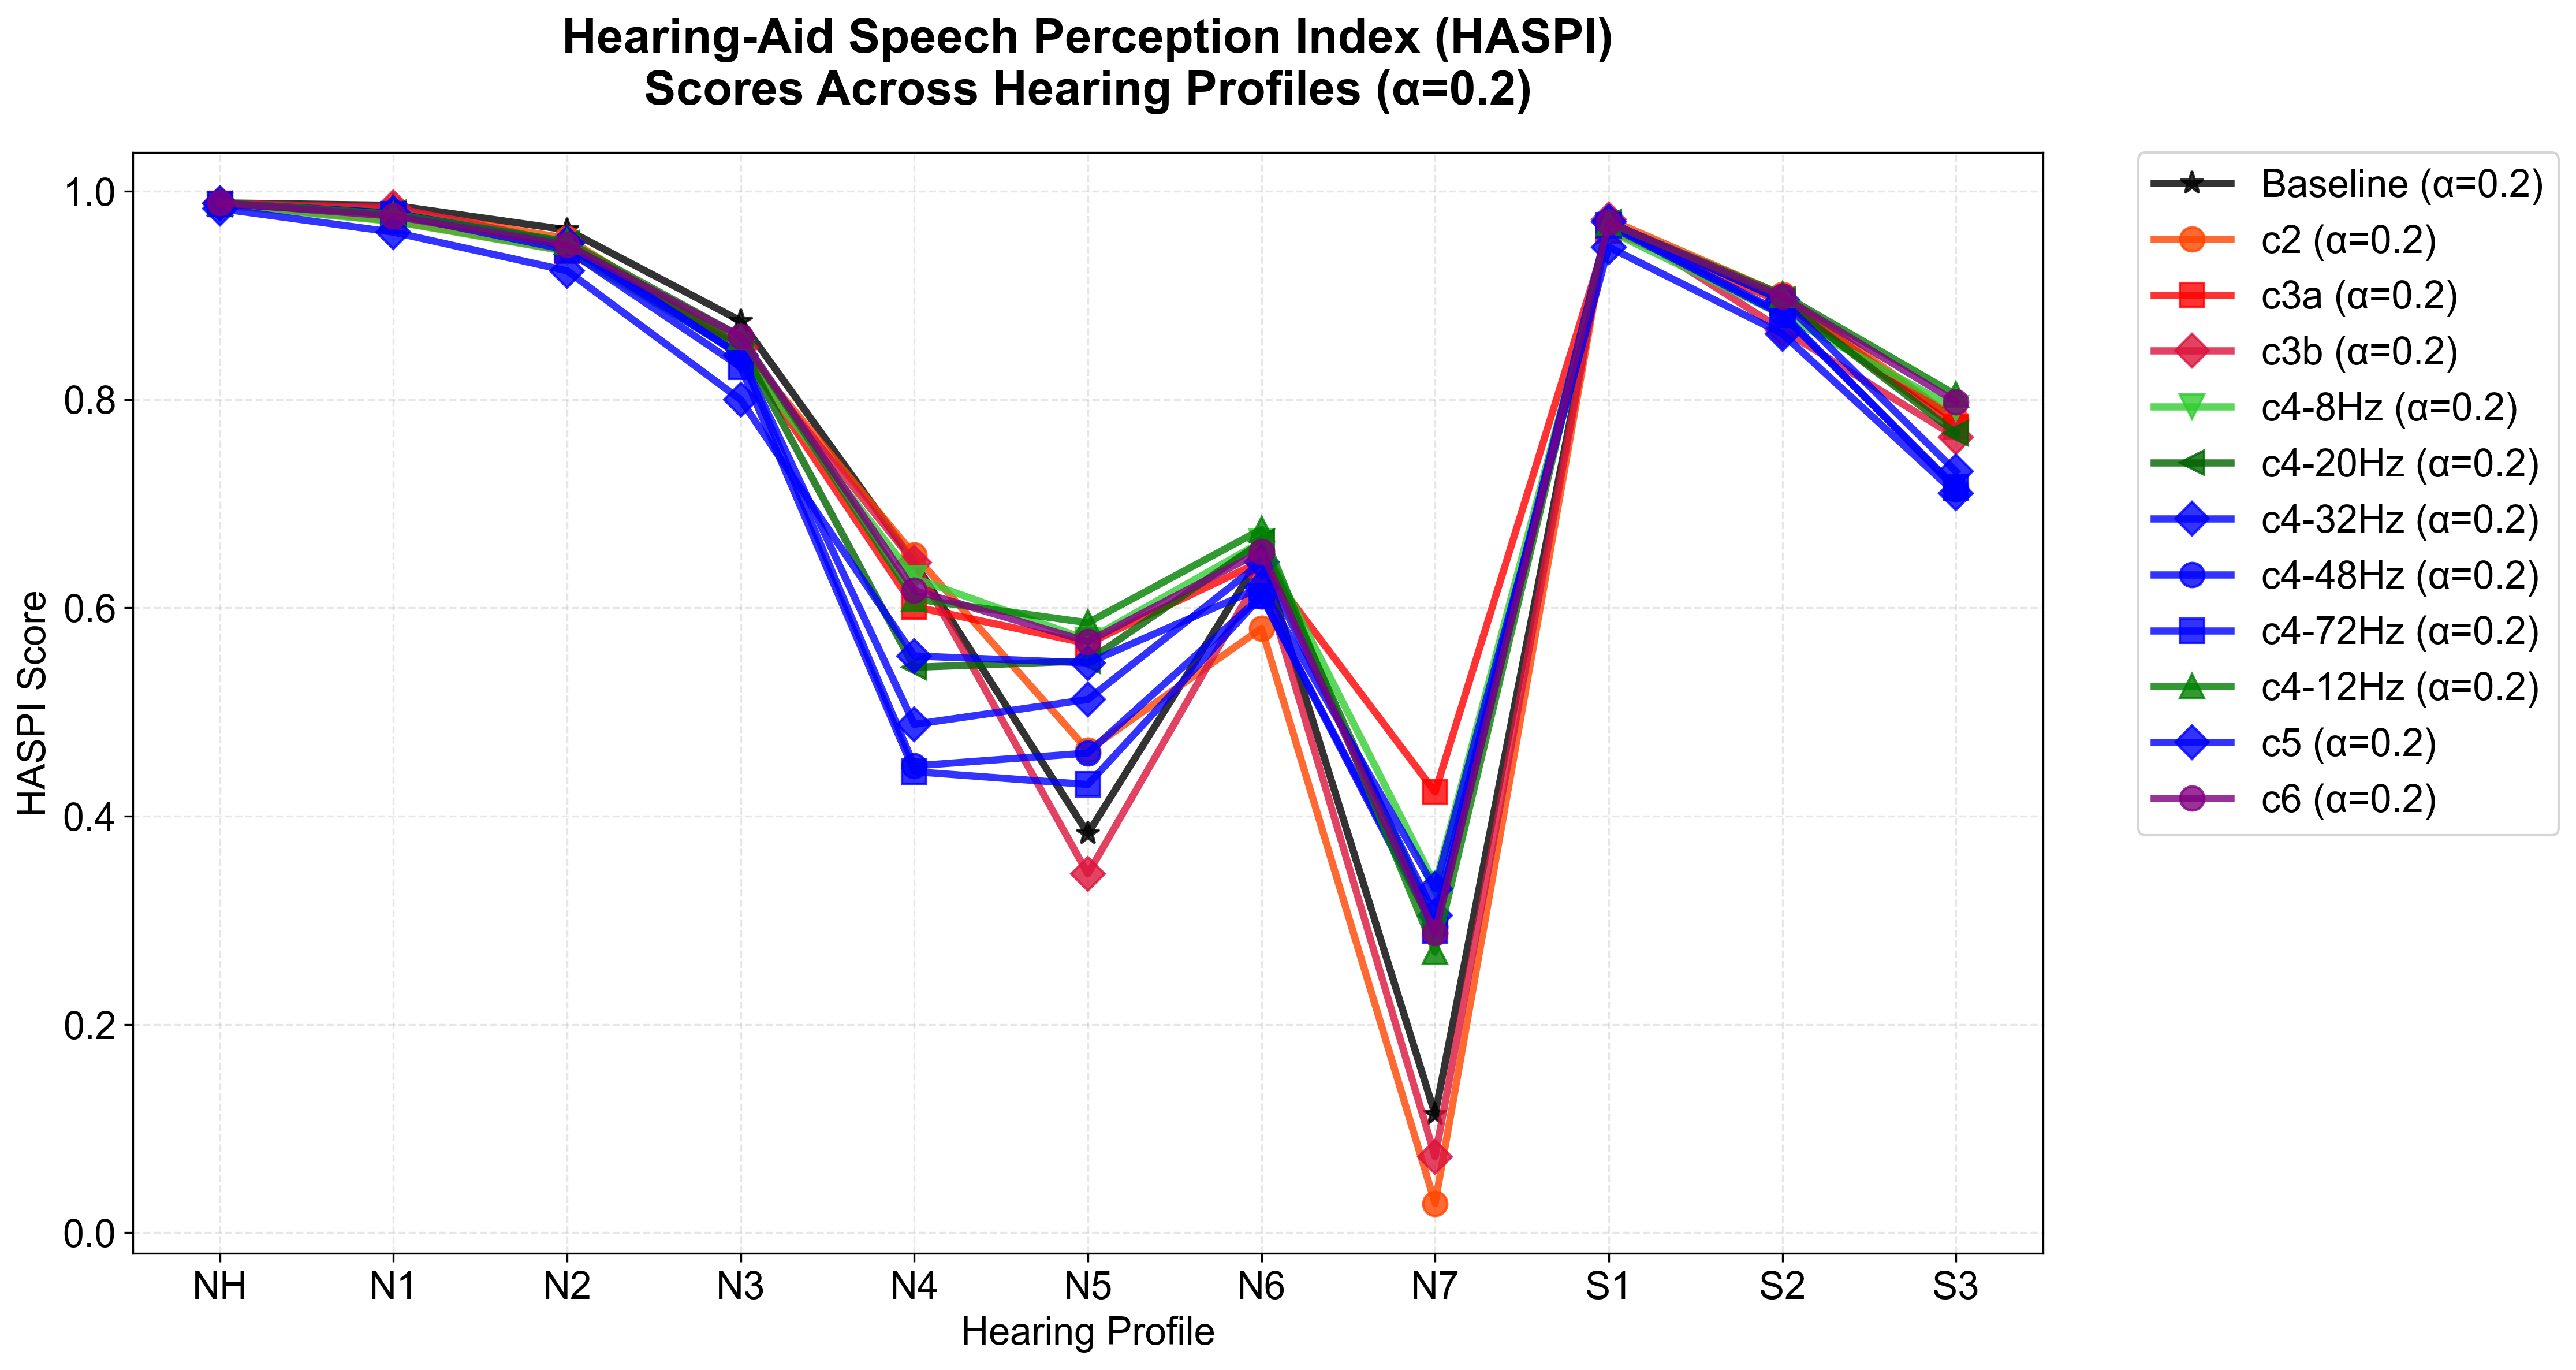 Hearing-Aid Speech Perception Index (HASPI)
Scores Across Hearing Profiles (α=0.2)
HASPI Score
1.0
0.8
0.6
0.4
0.2
0.0
NH N1 N2 N3 N4 N5 N6 N7 S1 S2 S3
Hearing Profile
Baseline (α=0.2)
c2 (α=0.2)
c3a (α=0.2)
c3b (α=0.2)
c4-8Hz (α=0.2)
c4-20Hz (α=0.2)
c4-32Hz (α=0.2)
c4-48Hz (α=0.2)
c4-72Hz (α=0.2)
c4-12Hz (α=0.2)
c5 (α=0.2)
c6 (α=0.2)